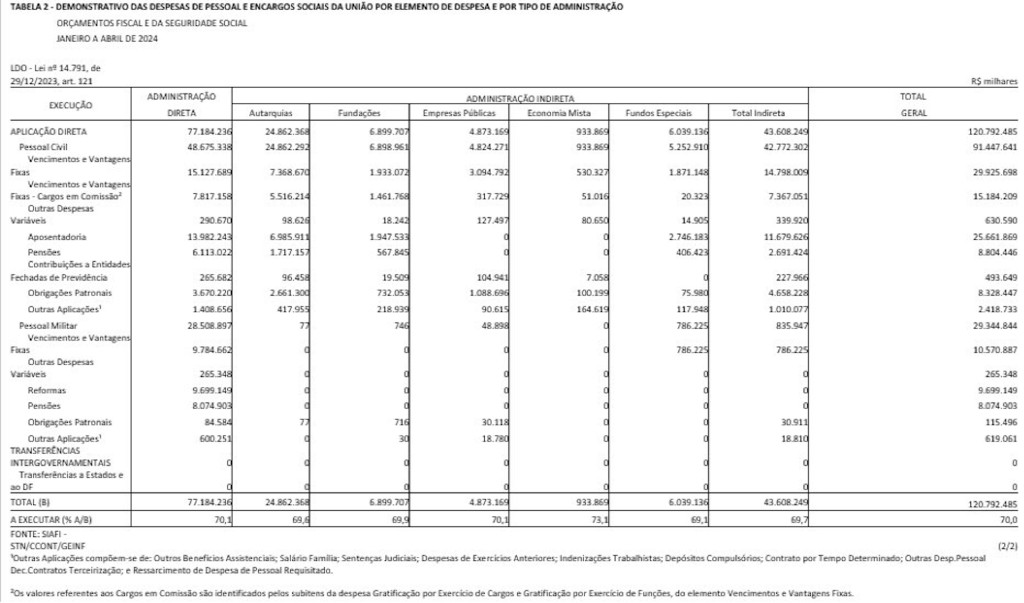 TABELA 2 - DEMONSTRATIVO DAS DESPESAS DE PESSOAL E ENCARGOS SOCIAIS DA UNIÃO POR ELEMENTO DE DESPESA E POR TIPO DE ADMINISTRAÇÃO
ORÇAMENTOS FISCAL E DA SEGURIDADE SOCIAL
JANEIRO A ABRIL DE 2024
LDO - Lei nº 14.791, de
29/12/2023, art. 121 R$ milhares
EXECUÇÃO ADMINISTRAÇÃO DIRETA ADMINISTRAÇÃO INDIRETA TOTAL GERAL
Autarquias Fundações Empresas Públicas Economia Mista Fundos Especiais Total Indireta
APLICAÇÃO DIRETA 77.184.236 24.862.368 6.899.707 4.873.169 933.869 6.039.136 43.608.249 120.792.485
Pessoal Civil 48.675.338 24.862.292 6.898.961 4.824.271 933.869 5.252.910 42.772.302 91.447.641
Vencimentos e Vantagens
Fixas 15.127.689 7.368.670 1.933.072 3.094.792 530.327 1.871.148 14.798.009 29.925.698
Vencimentos e Vantagens
Fixas - Cargos em Comissão² 7.817.158 5.516.214 1.461.768 317.729 51.016 20.323 7.367.051 15.184.209
Outras Despesas
Variáveis 290.670 98.626 18.242 127.497 80.650 14.905 339.920 630.590
Aposentadoria 13.982.243 6.985.911 1.947.533 0 0 2.746.183 11.679.626 25.661.869
Pensões 6.113.022 1.717.157 567.845 0 0 406.423 2.691.424 8.804.446
Contribuições a Entidades
Fechadas de Previdência 265.682 96.458 19.509 104.941 7.058 0 227.966 493.649
Obrigações Patronais 3.670.220 2.661.300 732.053 1.088.696 100.199 75.980 4.658.228 8.328.447
Outras Aplicações¹ 1.408.656 417.955 218.939 90.615 164.619 117.948 1.010.077 2.418.733
Pessoal Militar 28.508.897 77 746 48.898 0 786.225 835.947 29.344.844
Vencimentos e Vantagens
Fixas 9.784.662 0 0 0 0 786.225 786.225 10.570.887
Outras Despesas
Variáveis 265.348 0 0 0 0 0 0 265.348
Reformas 9.699.149 0 0 0 0 0 0 9.699.149
Pensões 8.074.903 0 0 0 0 0 0 8.074.903
Obrigações Patronais 84.584 77 716 30.118 0 0 30.911 115.496
Outras Aplicações¹ 600.251 0 30 18.780 0 0 18.810 619.061
TRANSFERÊNCIAS
INTERGOVERNAMENTAIS 0 0 0 0 0 0 0 0
Transferências a Estados e
ao DF 0 0 0 0 0 0 0 0
TOTAL (B) 77.184.236 24.862.368 6.899.707 4.873.169 933.869 6.039.136 43.608.249 120.792.485
A EXECUTAR (% A/B) 70,1 69,6 69,9 70,1 73,1 69,1 69,7 70,0
FONTE: SIAFI -
STN/CCONT/GEINF (2/2)
¹Outras Aplicações compõem-se de: Outros Benefícios Assistenciais; Salário Família; Sentenças Judiciais; Despesas de Exercícios Anteriores; Indenizações Trabalhistas; Depósitos Compulsórios; Contrato por Tempo Determinado; Outras Desp.Pessoal
Dec.Contratos Terceirização; e Ressarcimento de Despesa de Pessoal Requisitado.
²Os valores referentes aos Cargos em Comissão são identificados pelos subitens da despesa Gratificação por Exercício de Cargos e Gratificação por Exercício de Funções, do elemento Vencimentos e Vantagens Fixas.